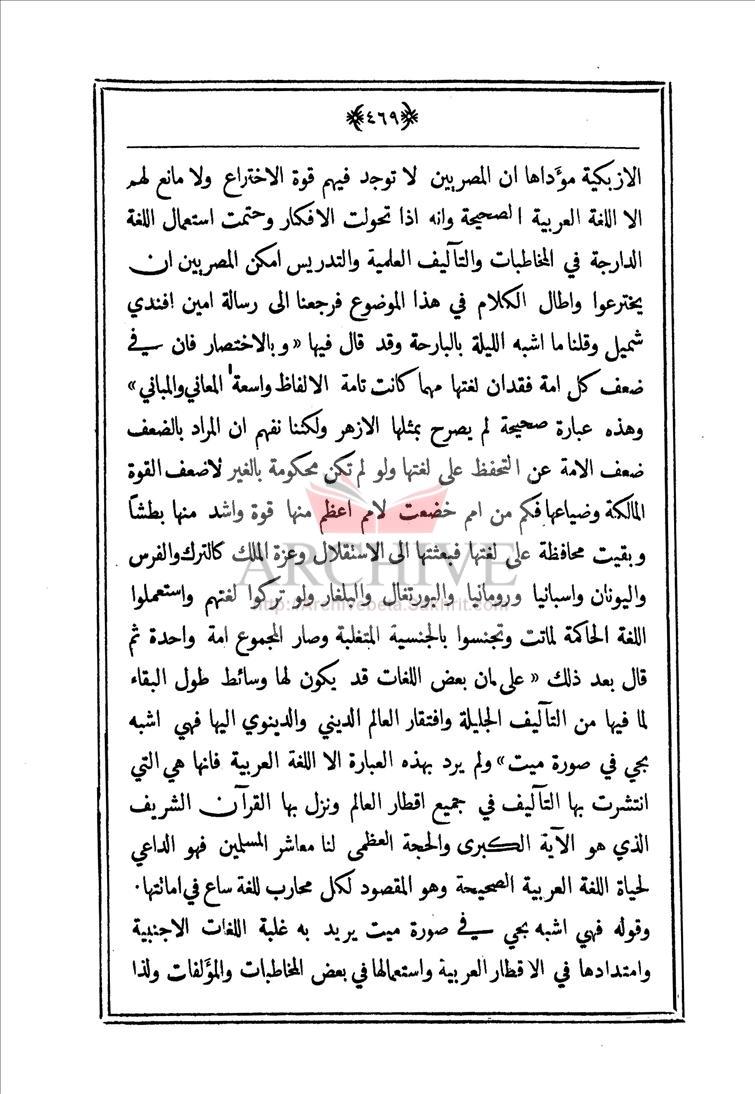 ٤٦٩
الازبكية مؤداها ان المصريين لا توجد فيهم قوة الاختراع ولا مانع لهم
الا اللغة العربية الصحيحة وانه اذا تحولت الافكار وحتمت استعمال اللغة
الدارجة في المخاطبات والتآليف العلمية والتدريس امكن المصريين ان
يخترعوا واطال الكلام في هذا الموضوع فرجعنا الى رسالة امين افندي
شميل وقلنا ما اشبه الليلة بالبارحة وقد قال فيها « وبالاختصار فان في
ضعف كل امة فقدان لغتها مهما كانت تامة الالفاظ واسعة المعاني والمباني »
وهذه عبارة صحيحة لم يصرح بمثلها الازهر ولكننا نفهم ان المراد بالضعف
ضعف الامة عن التحفظ على لغتها ولو لم تكن محكومة بالغير لاضعف القوة
المالكة وضياعها فكم من امم خضعت لامم اعظم منها قوة واشد منها بطشاً
وبقيت محافظة على لغتها فبعثتها الى الاستقلال وعزة الملك كالترك والفرس
واليونان واسبانيا ورومانيا والبورتغال والبلغار ولو تركوا لغتهم واستعملوا
اللغة الحاكمة لماتت وتجنسوا بالجنسية المتغلبة وصار المجموع امة واحدة ثم
قال بعد ذلك « على ان بعض اللغات قد يكون لها وسائط طول البقاء
لما فيها من التآليف الجليلة وافتقار العالم الديني والدينوي اليها فهي اشبه
بحي في صورة ميت » ولم يرد بهذه العبارة الا اللغة العربية فانها هي التي
انتشرت بها التآليف في جميع اقطار العالم ونزل بها القرآن الشريف
الذي هو الآية الكبرى والحجة العظمى لنا معاشر المسلمين فهو الداعي
لحياة اللغة العربية الصحيحة وهو المقصود لكل محارب للغة ساع في اماتتها.
وقوله فهي اشبه بحي في صورة ميت يريد به غلبة اللغات الاجنبية
وامتدادها في الاقطار العربية واستعمالها في بعض المخاطبات والمؤلفات ولذا
ARCHIVE
http://Archivebeta.Sakhrit.com